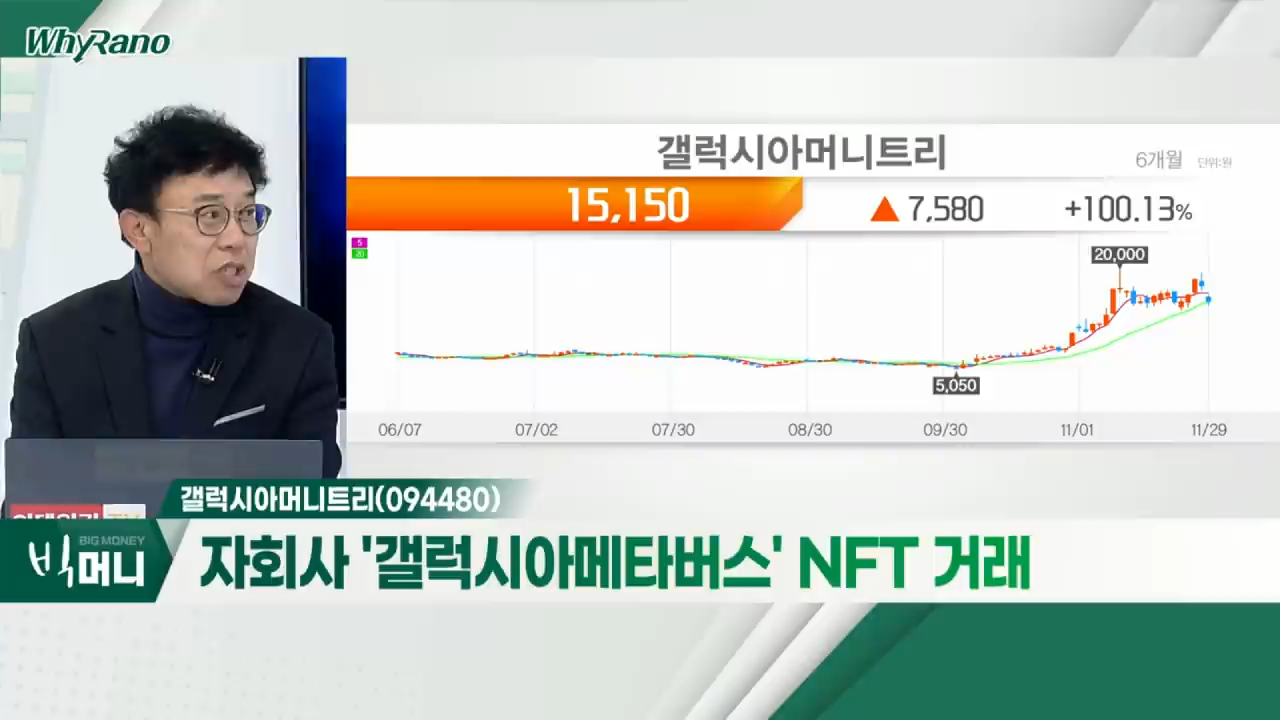 WhyRano
갤럭시아머니트리
6개월 단위:원
15,150
▲ 7,580
+100.13%
5
20
20,000
5,050
06/07
07/02
07/30
08/30
09/30
11/01
11/29
갤럭시아머니트리(094480)
BIG MONEY
빅머니
자회사 '갤럭시아메타버스' NFT 거래